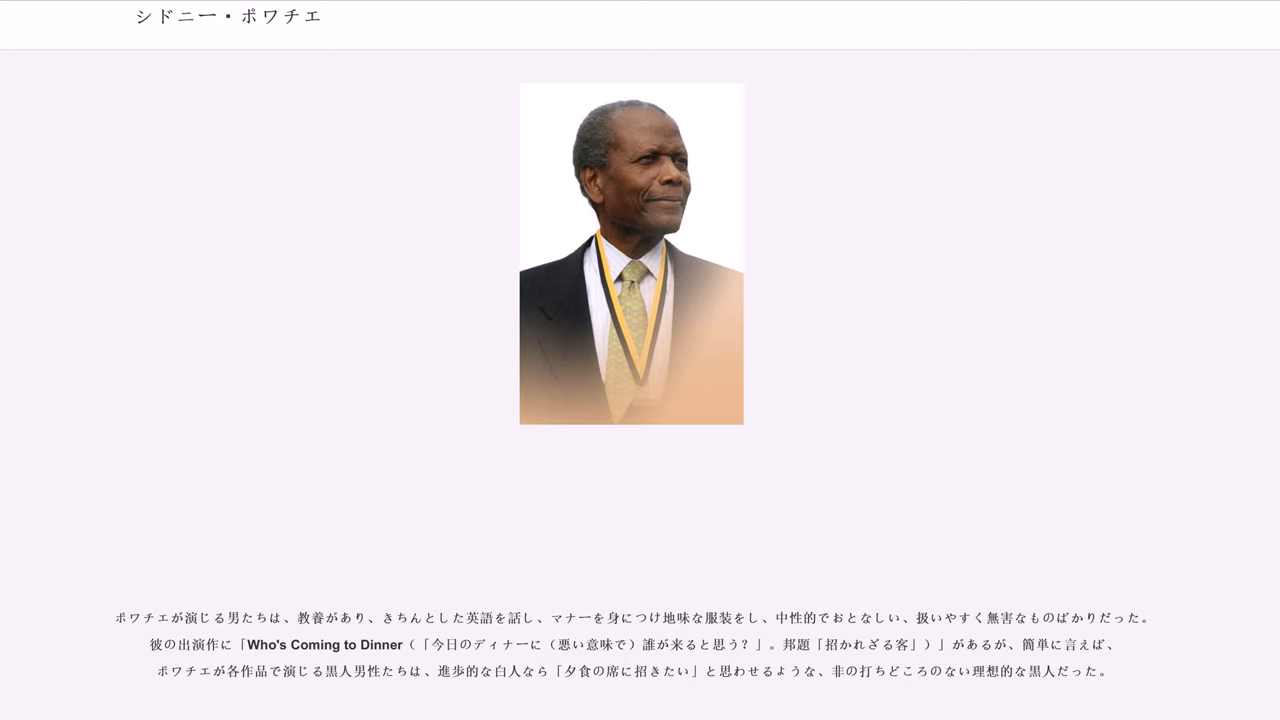 シドニー・ポワチエ
ポワチエが演じる男たちは、教養があり、きちんとした英語を話し、マナーを身につけ地味な服装をし、中性的でおとなしい、扱いやすく無害なものばかりだった。
彼の出演作に「Who's Coming to Dinner（「今日のディナーに（悪い意味で）誰が来ると思う？」。邦題「招かれざる客」）」があるが、簡単に言えば、
ポワチエが各作品で演じる黒人男性たちは、進歩的な白人なら「夕食の席に招きたい」と思わせるような、非の打ちどころのない理想的な黒人だった。